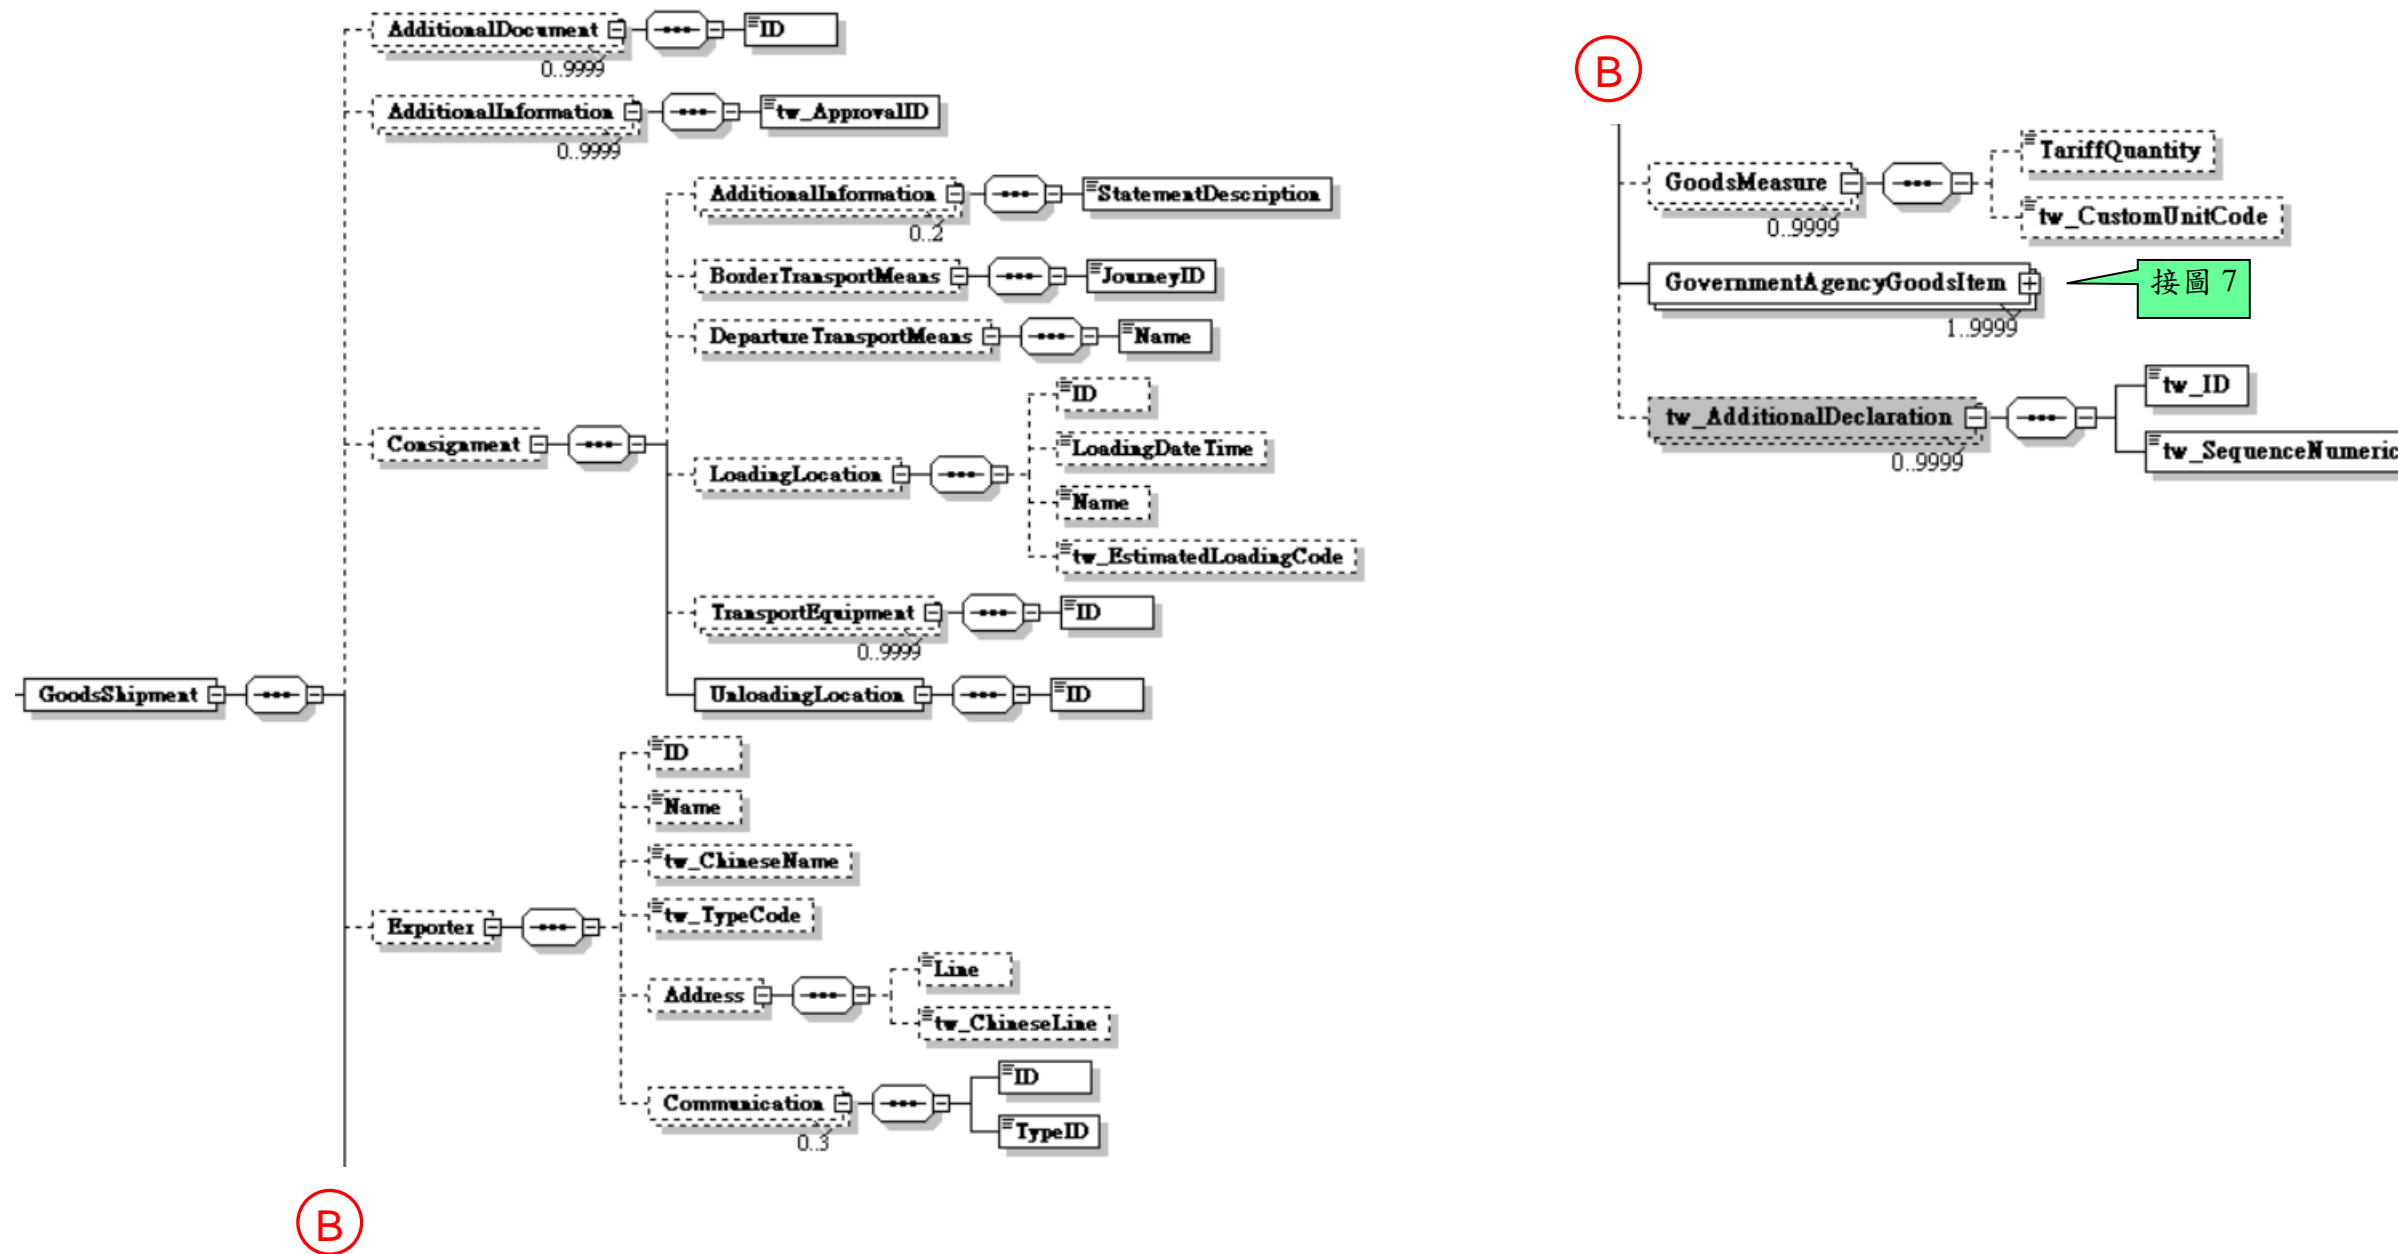 AdditionalDocument
ID
0..9999
AdditionalInformation
tw_ApprovalID
0..9999
AdditionalInformation
StatementDescription
0..2
BorderTransportMeans
JourneyID
DepartureTransportMeans
Name
ID
LoadingDateTime
Consignment
LoadingLocation
Name
tw_EstimatedLoadingCode
TransportEquipment
ID
0..9999
GoodsShipment
UnloadingLocation
ID
ID
Name
tw_ChineseName
tw_TypeCode
Exporter
Line
Address
tw_ChineseLine
ID
Communication
TypeID
0..3
B
B
TariffQuantity
GoodsMeasure
tw_CustomUnitCode
0..9999
GovernmentAgencyGoodsItem
接圖 7
1..9999
tw_ID
tw_AdditionalDeclaration
tw_SequenceNumeric
0..9999